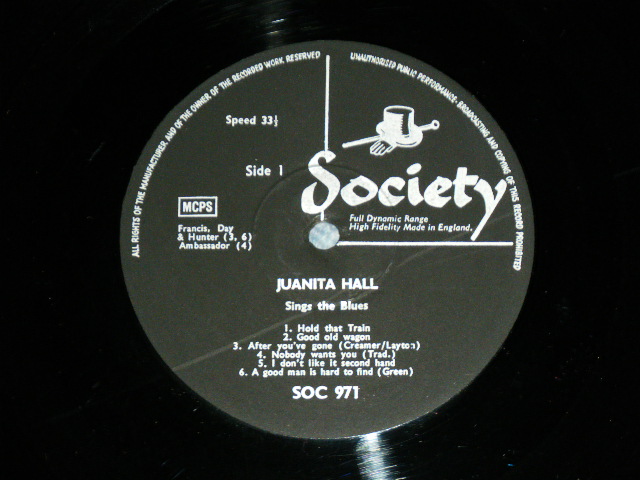 ALL RIGHTS OF THE MANUFACTURER AND OF THE OWNER OF THE RECORDED WORK RESERVED
UNAUTHORISED PUBLIC PERFORMANCE, BROADCASTING AND COPYING OF THIS RECORD PROHIBITED
Speed 33⅓
Side 1
Society
Full Dynamic Range
High Fidelity Made in England.
MCPS
Francis, Day
& Hunter (3, 6)
Ambassador (4)
JUANITA HALL
Sings the Blues
1. Hold that Train
2. Good old wagon
3. After you've gone (Creamer/Layton)
4. Nobody wants you (Trad.)
5. I don't like it second hand
6. A good man is hard to find (Green)
SOC 971